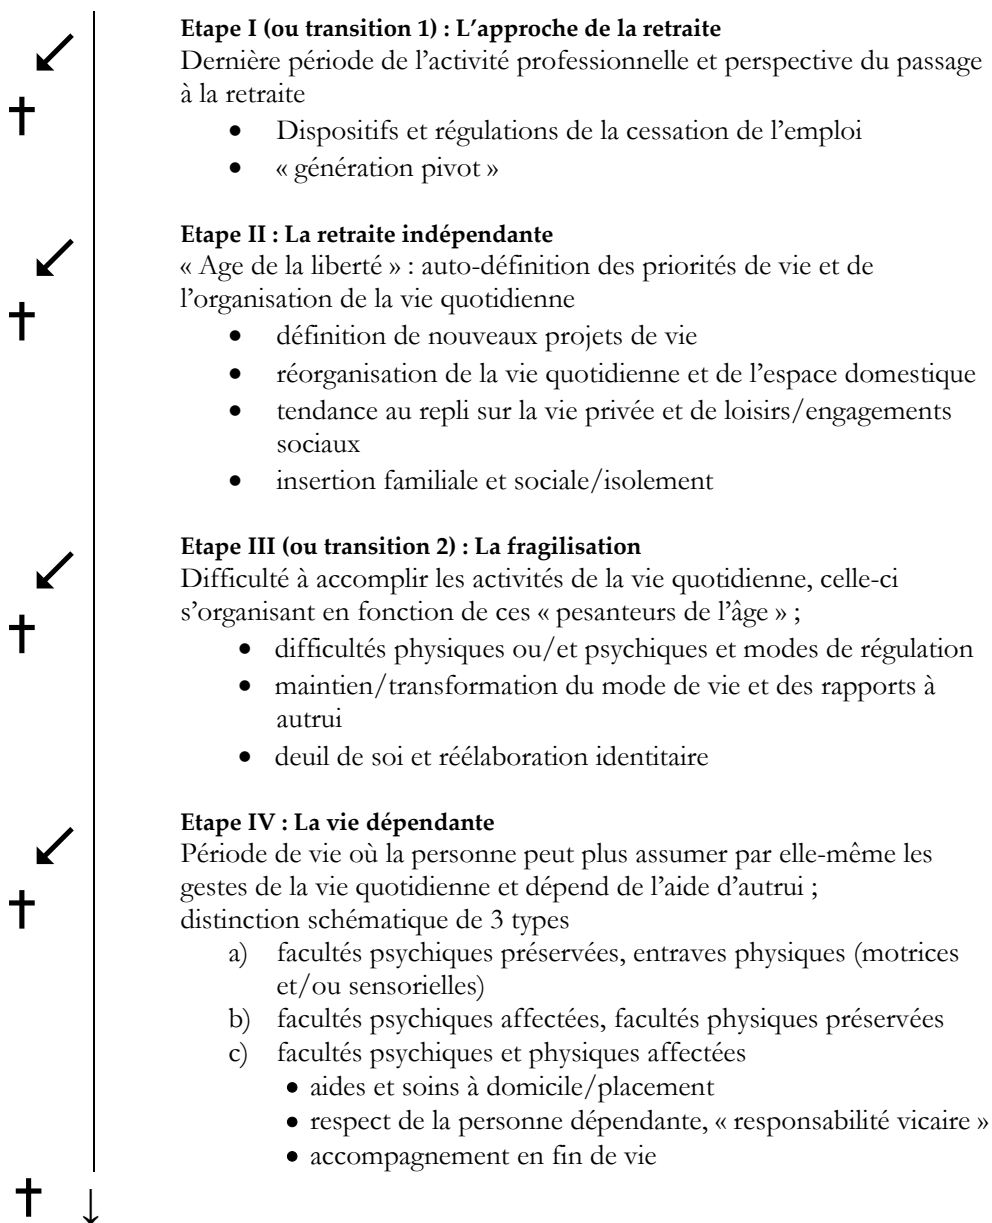 Etape I (ou transition 1) : L’approche de la retraite
Dernière période de l’activité professionnelle et perspective du passage
à la retraite
• Dispositifs et régulations de la cessation de l’emploi
• « génération pivot »
Etape II : La retraite indépendante
« Age de la liberté » : auto-définition des priorités de vie et de
l’organisation de la vie quotidienne
• définition de nouveaux projets de vie
• réorganisation de la vie quotidienne et de l’espace domestique
• tendance au repli sur la vie privée et de loisirs/engagements
sociaux
• insertion familiale et sociale/isolement
Etape III (ou transition 2) : La fragilisation
Difficulté à accomplir les activités de la vie quotidienne, celle-ci
s’organisant en fonction de ces « pesanteurs de l’âge » ;
• difficultés physiques ou/et psychiques et modes de régulation
• maintien/transformation du mode de vie et des rapports à
autrui
• deuil de soi et réélaboration identitaire
Etape IV : La vie dépendante
Période de vie où la personne peut plus assumer par elle-même les
gestes de la vie quotidienne et dépend de l’aide d’autrui ;
distinction schématique de 3 types
a) facultés psychiques préservées, entraves physiques (motrices
et/ou sensorielles)
b) facultés psychiques affectées, facultés physiques préservées
c) facultés psychiques et physiques affectées
• aides et soins à domicile/placement
• respect de la personne dépendante, « responsabilité vicaire »
• accompagnement en fin de vie